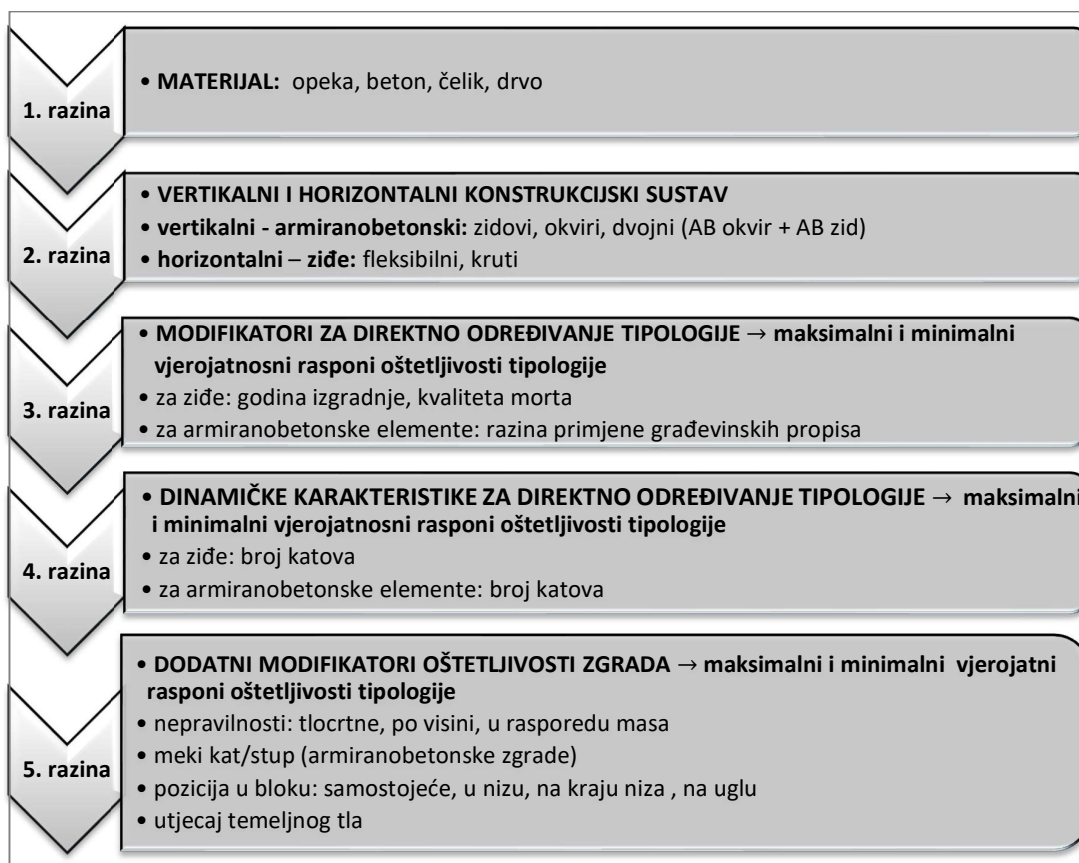 1. razina
• MATERIJAL: opeka, beton, čelik, drvo
2. razina
• VERTIKALNI I HORIZONTALNI KONSTRUKCIJSKI SUSTAV
• vertikalni - armiranobetonski: zidovi, okviri, dvojni (AB okvir + AB zid)
• horizontalni – ziđe: fleksibilni, kruti
3. razina
• MODIFIKATORI ZA DIREKTNO ODREĐIVANJE TIPOLOGIJE → maksimalni i minimalni
vjerojatnosni rasponi oštetljivosti tipologije
• za ziđe: godina izgradnje, kvaliteta morta
• za armiranobetonske elemente: razina primjene građevinskih propisa
4. razina
• DINAMIČKE KARAKTERISTIKE ZA DIREKTNO ODREĐIVANJE TIPOLOGIJE → maksimalni
i minimalni vjerojatnosni rasponi oštetljivosti tipologije
• za ziđe: broj katova
• za armiranobetonske elemente: broj katova
5. razina
• DODATNI MODIFIKATORI OŠTETLJIVOSTI ZGRADA → maksimalni i minimalni vjerojatni
rasponi oštetljivosti tipologije
• nepravilnosti: tlocrtne, po visini, u rasporedu masa
• meki kat/stup (armiranobetonske zgrade)
• pozicija u bloku: samostojeće, u nizu, na kraju niza , na uglu
• utjecaj temeljnog tla